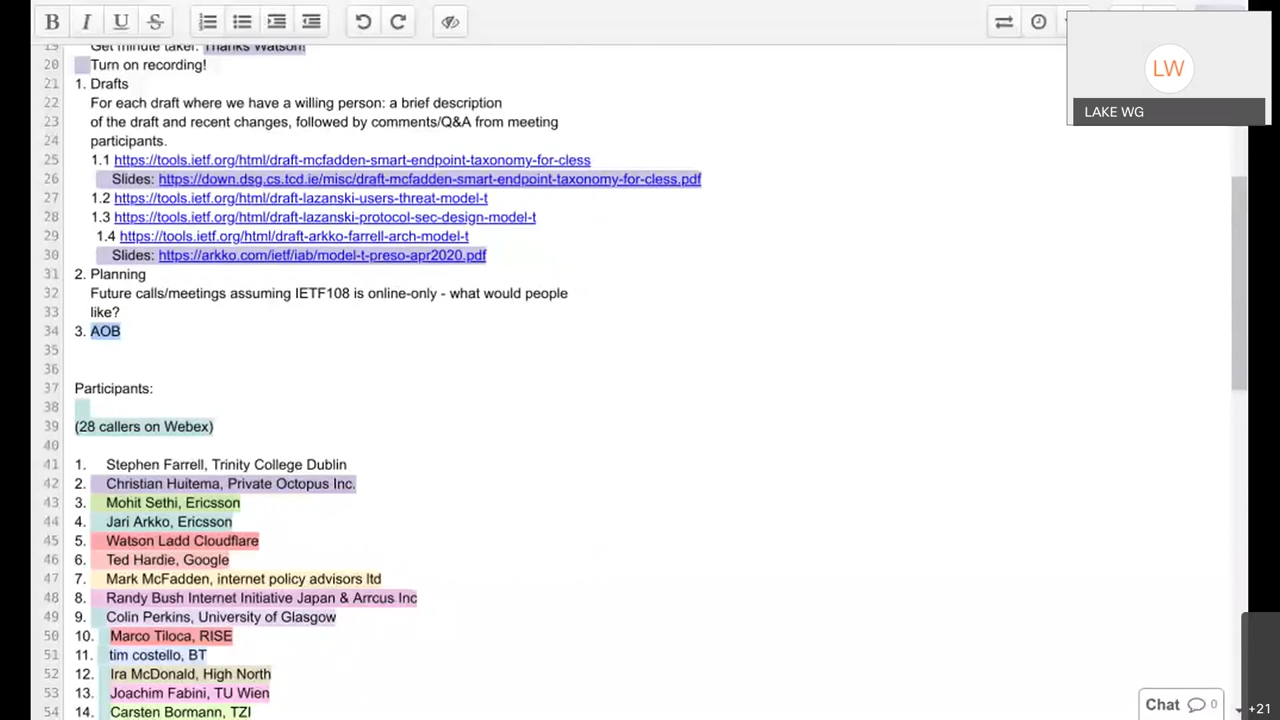 B I U S
LW
LAKE WG
19 Get minute taker. Thanks Watson!
20 Turn on recording!
21 1. Drafts
22 For each draft where we have a willing person: a brief description
23 of the draft and recent changes, followed by comments/Q&A from meeting
24 participants.
25 1.1 https://tools.ietf.org/html/draft-mcfadden-smart-endpoint-taxonomy-for-cless
26 Slides: https://down.dsg.cs.tcd.ie/misc/draft-mcfadden-smart-endpoint-taxonomy-for-cless.pdf
27 1.2 https://tools.ietf.org/html/draft-lazanski-users-threat-model-t
28 1.3 https://tools.ietf.org/html/draft-lazanski-protocol-sec-design-model-t
29 1.4 https://tools.ietf.org/html/draft-arkko-farrell-arch-model-t
30 Slides: https://arkko.com/ietf/iab/model-t-preso-apr2020.pdf
31 2. Planning
32 Future calls/meetings assuming IETF108 is online-only - what would people
33 like?
34 3. AOB
35
36
37 Participants:
38
39 (28 callers on Webex)
40
41 1. Stephen Farrell, Trinity College Dublin
42 2. Christian Huitema, Private Octopus Inc.
43 3. Mohit Sethi, Ericsson
44 4. Jari Arkko, Ericsson
45 5. Watson Ladd Cloudflare
46 6. Ted Hardie, Google
47 7. Mark McFadden, internet policy advisors ltd
48 8. Randy Bush Internet Initiative Japan & Arrcus Inc
49 9. Colin Perkins, University of Glasgow
50 10. Marco Tiloca, RISE
51 11. tim costello, BT
52 12. Ira McDonald, High North
53 13. Joachim Fabini, TU Wien
54 14. Carsten Bormann, TZI
Chat 0
+21